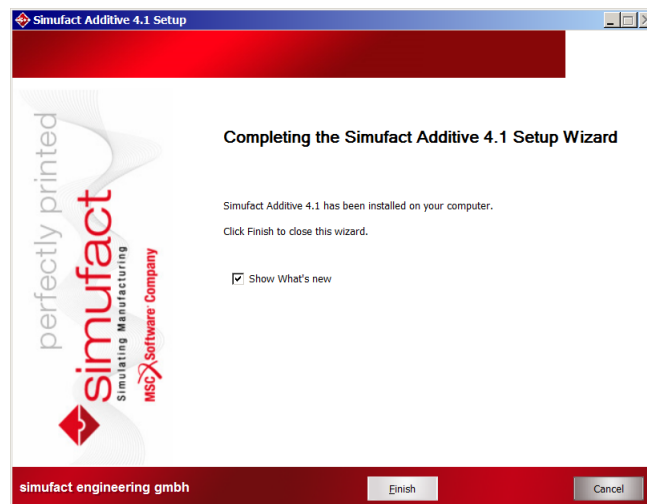 Simufact Additive 4.1 Setup
perfectly printed
simufact
Simulating Manufacturing
MSC Software Company
Completing the Simufact Additive 4.1 Setup Wizard
Simufact Additive 4.1 has been installed on your computer.
Click Finish to close this wizard.
Show What's new
simufact engineering gmbh
Finish
Cancel